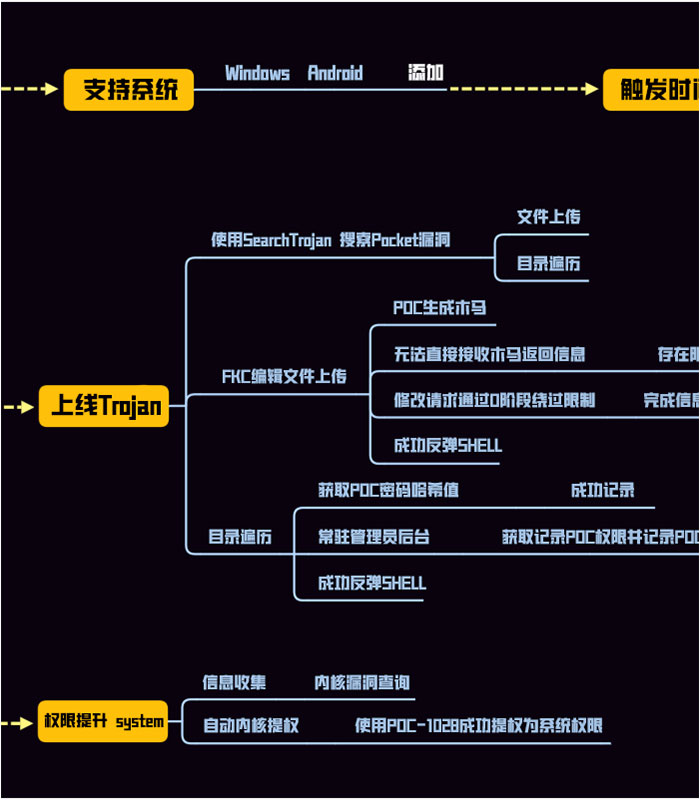 支持系统 Windows Android 添加 触发时
使用SearchTrojan 搜索Pocket漏洞
文件上传
目录遍历
上线Trojan
FKC编辑文件上传
POC生成木马
无法直接接收木马返回信息 存在
修改请求通过0阶段绕过限制 完成信息
成功反弹SHELL
目录遍历
获取POC密码哈希值 成功记录
常驻管理员后台 获取记录POC权限并记录POC
成功反弹SHELL
权限提升 system
信息收集 内核漏洞查询
自动内核提权 使用POC-1028成功提权为系统权限